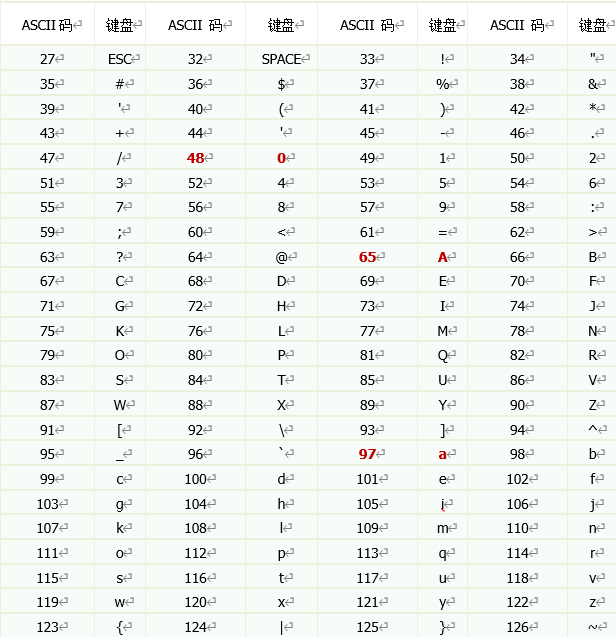 ASCII 码 键盘 ASCII 码 键盘 ASCII 码 键盘 ASCII 码 键盘
27 ESC 32 SPACE 33 ! 34 "
35 # 36 $ 37 % 38 &
39 ' 40 ( 41 ) 42 *
43 + 44 ' 45 - 46 .
47 / 48 0 49 1 50 2
51 3 52 4 53 5 54 6
55 7 56 8 57 9 58 :
59 ; 60 < 61 = 62 >
63 ? 64 @ 65 A 66 B
67 C 68 D 69 E 70 F
71 G 72 H 73 I 74 J
75 K 76 L 77 M 78 N
79 O 80 P 81 Q 82 R
83 S 84 T 85 U 86 V
87 W 88 X 89 Y 90 Z
91 [ 92 \ 93 ] 94 ^
95 _ 96 ` 97 a 98 b
99 c 100 d 101 e 102 f
103 g 104 h 105 i 106 j
107 k 108 l 109 m 110 n
111 o 112 p 113 q 114 r
115 s 116 t 117 u 118 v
119 w 120 x 121 y 122 z
123 { 124 | 125 } 126 ~